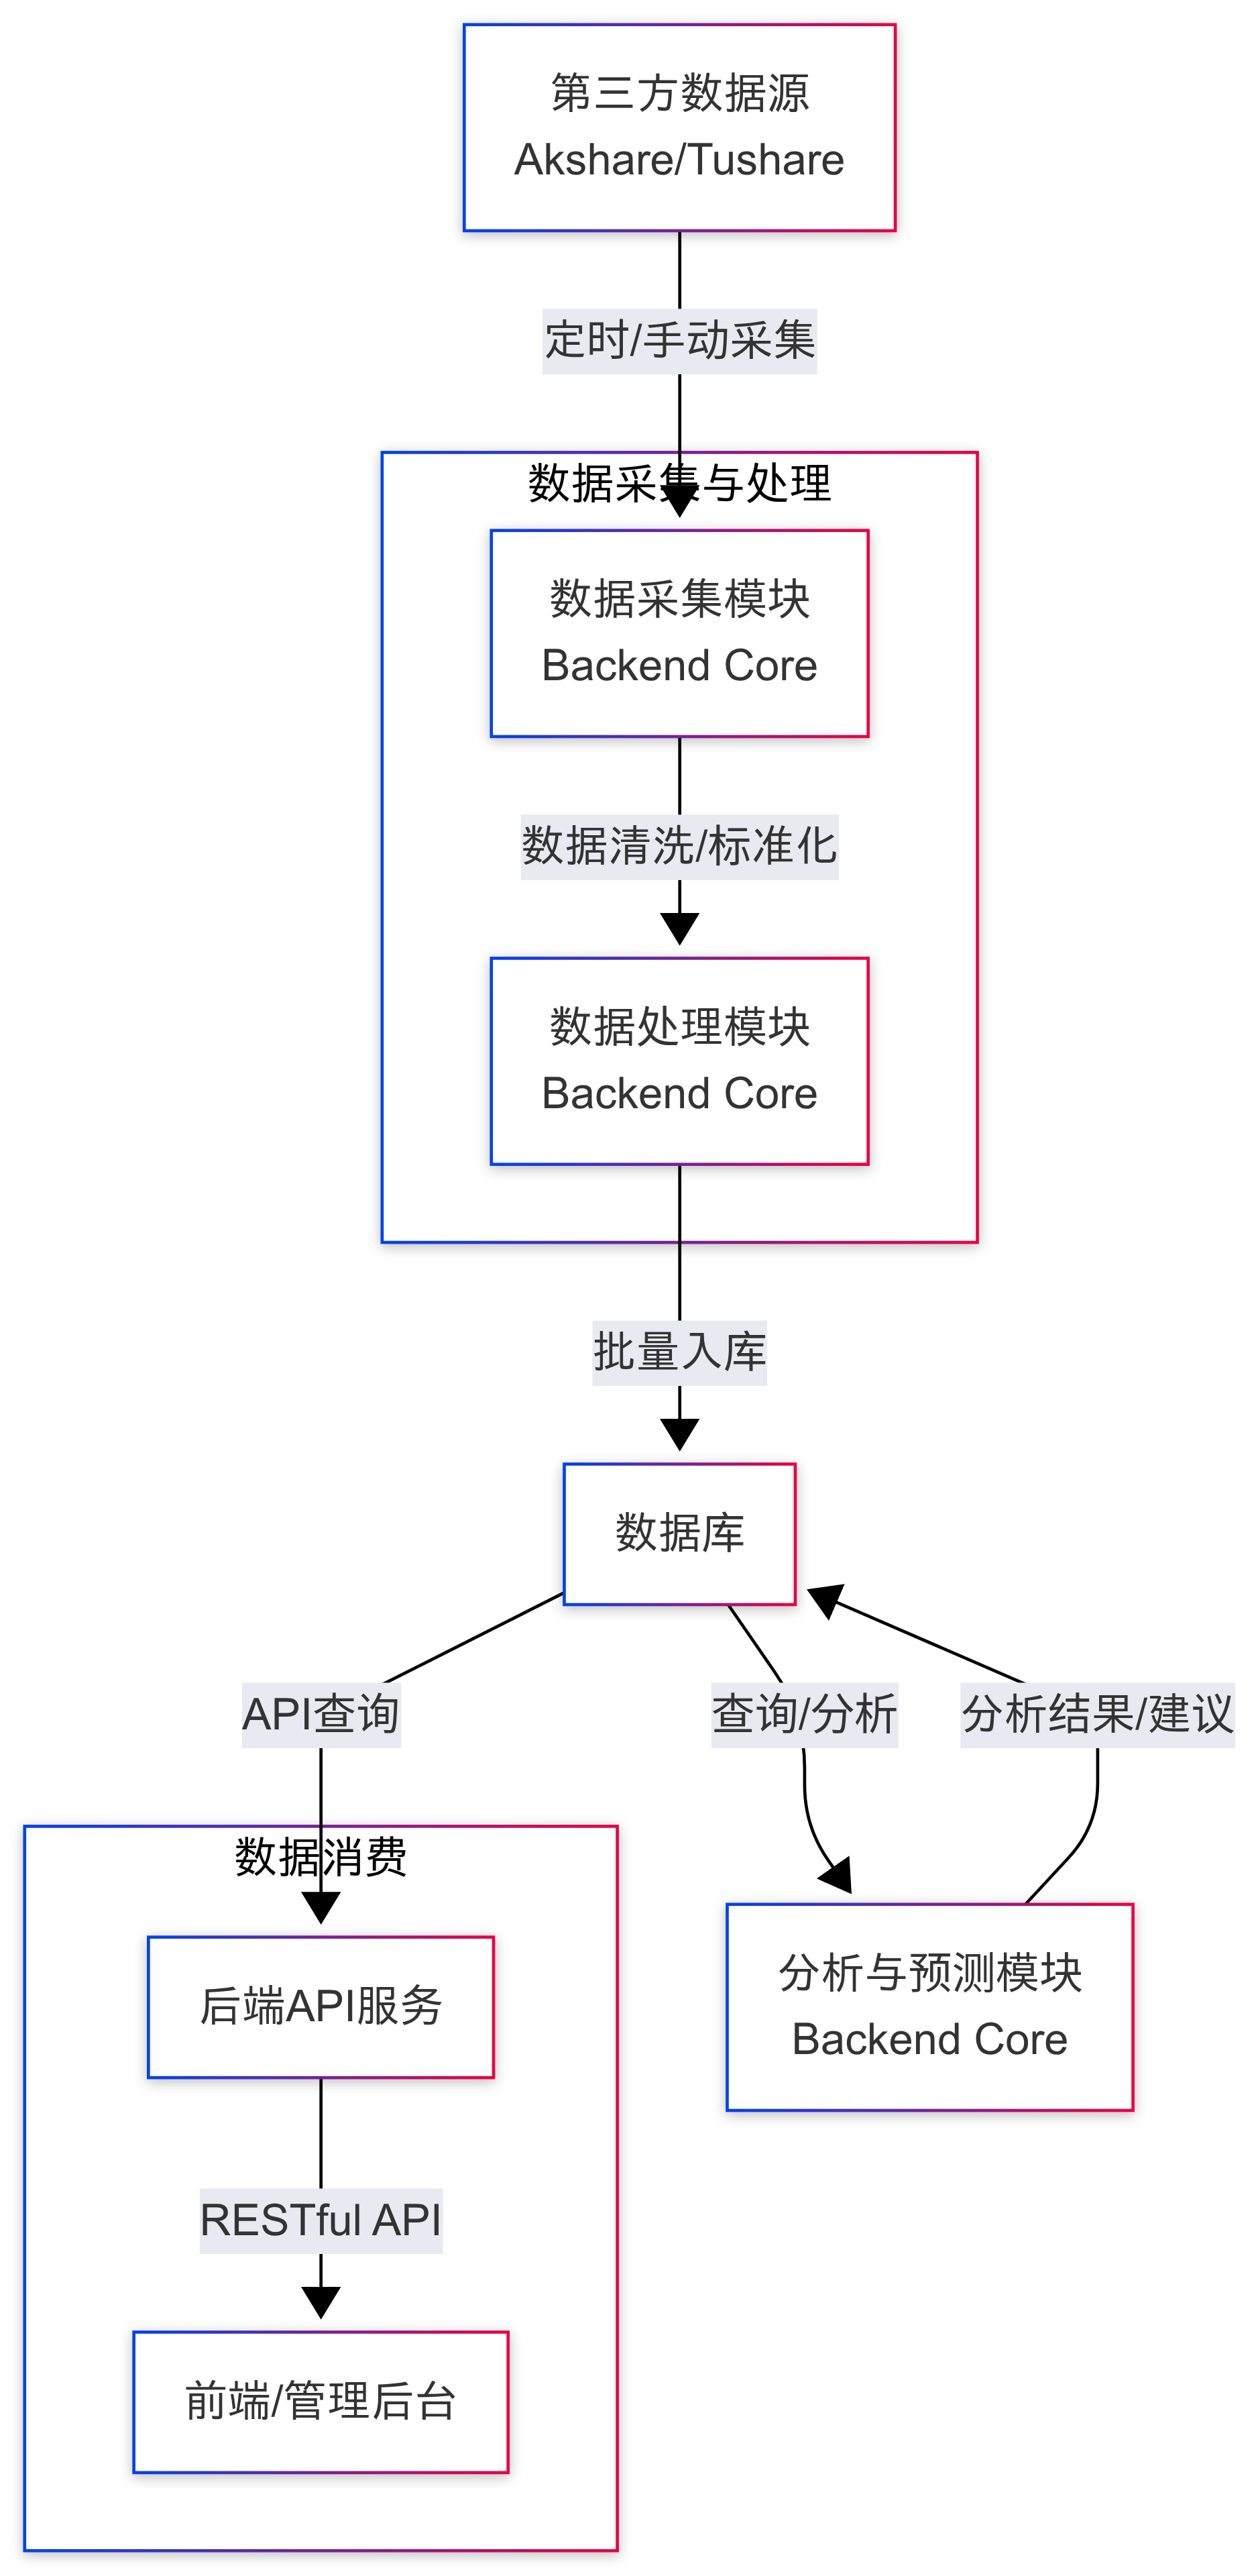 第三方数据源
Akshare/Tushare
定时/手动采集
数据采集与处理
数据采集模块
Backend Core
数据清洗/标准化
数据处理模块
Backend Core
批量入库
数据库
API查询
查询/分析
分析结果/建议
数据消费
后端API服务
分析与预测模块
Backend Core
RESTful API
前端/管理后台